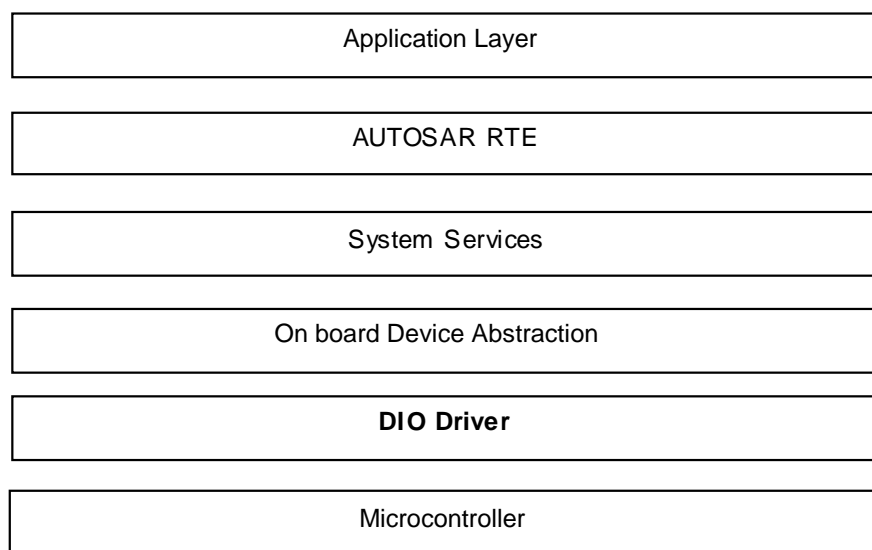 Application Layer
AUTOSAR RTE
System Services
On board Device Abstraction
DIO Driver
Microcontroller